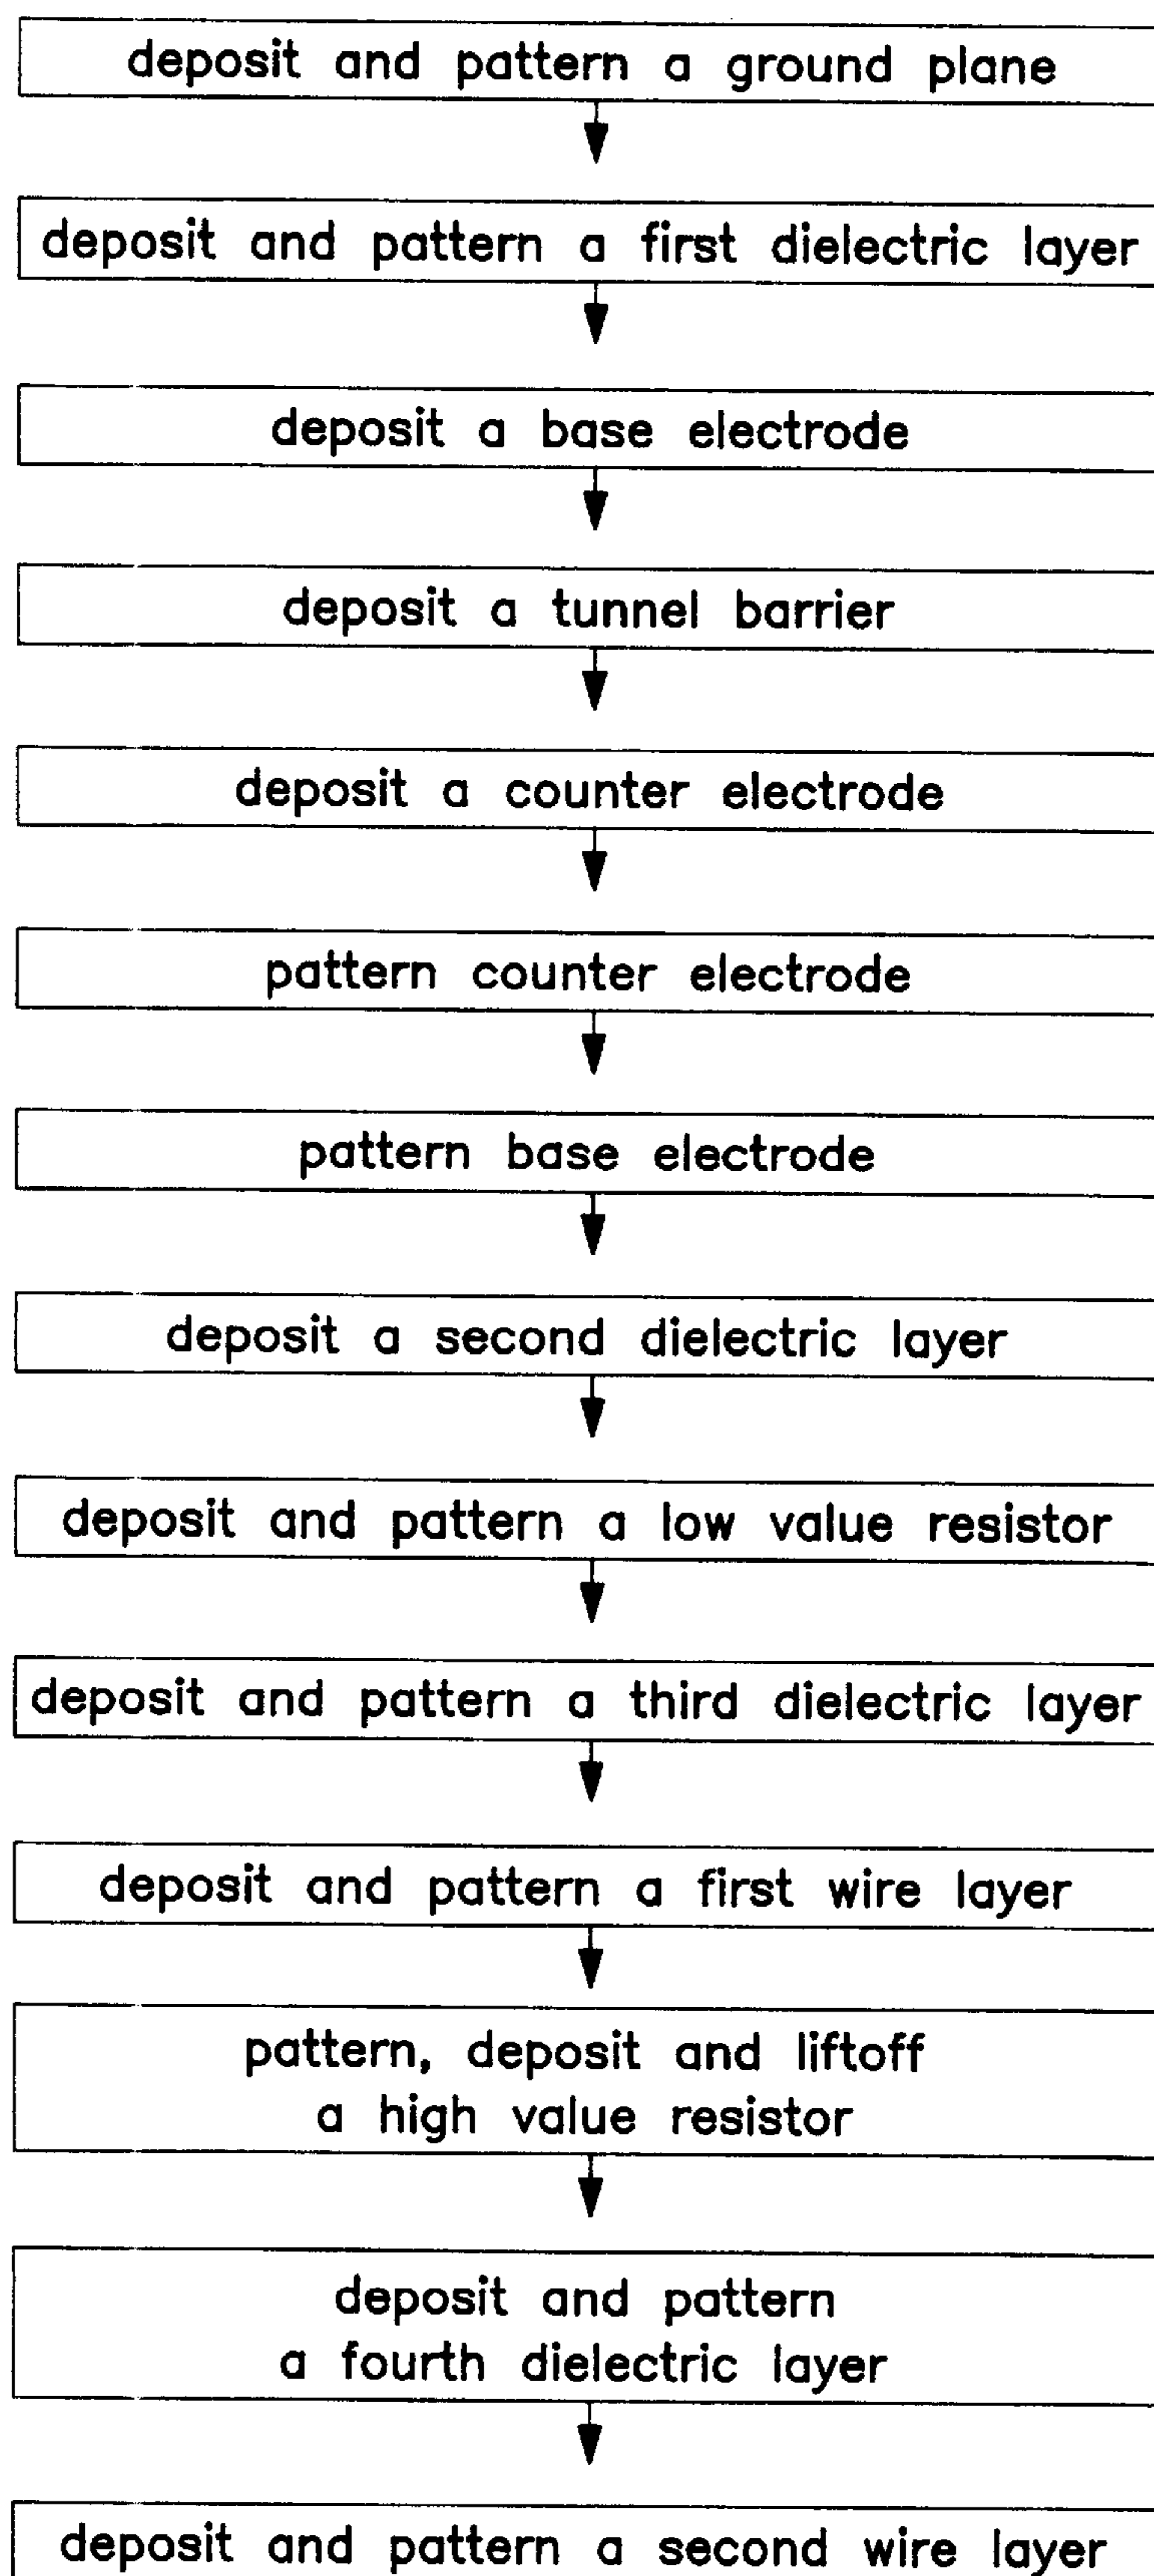 deposit and pattern a ground plane
deposit and pattern a first dielectric layer
deposit a base electrode
deposit a tunnel barrier
deposit a counter electrode
pattern counter electrode
pattern base electrode
deposit a second dielectric layer
deposit and pattern a low value resistor
deposit and pattern a third dielectric layer
deposit and pattern a first wire layer
pattern, deposit and liftoff
a high value resistor
deposit and pattern
a fourth dielectric layer
deposit and pattern a second wire layer